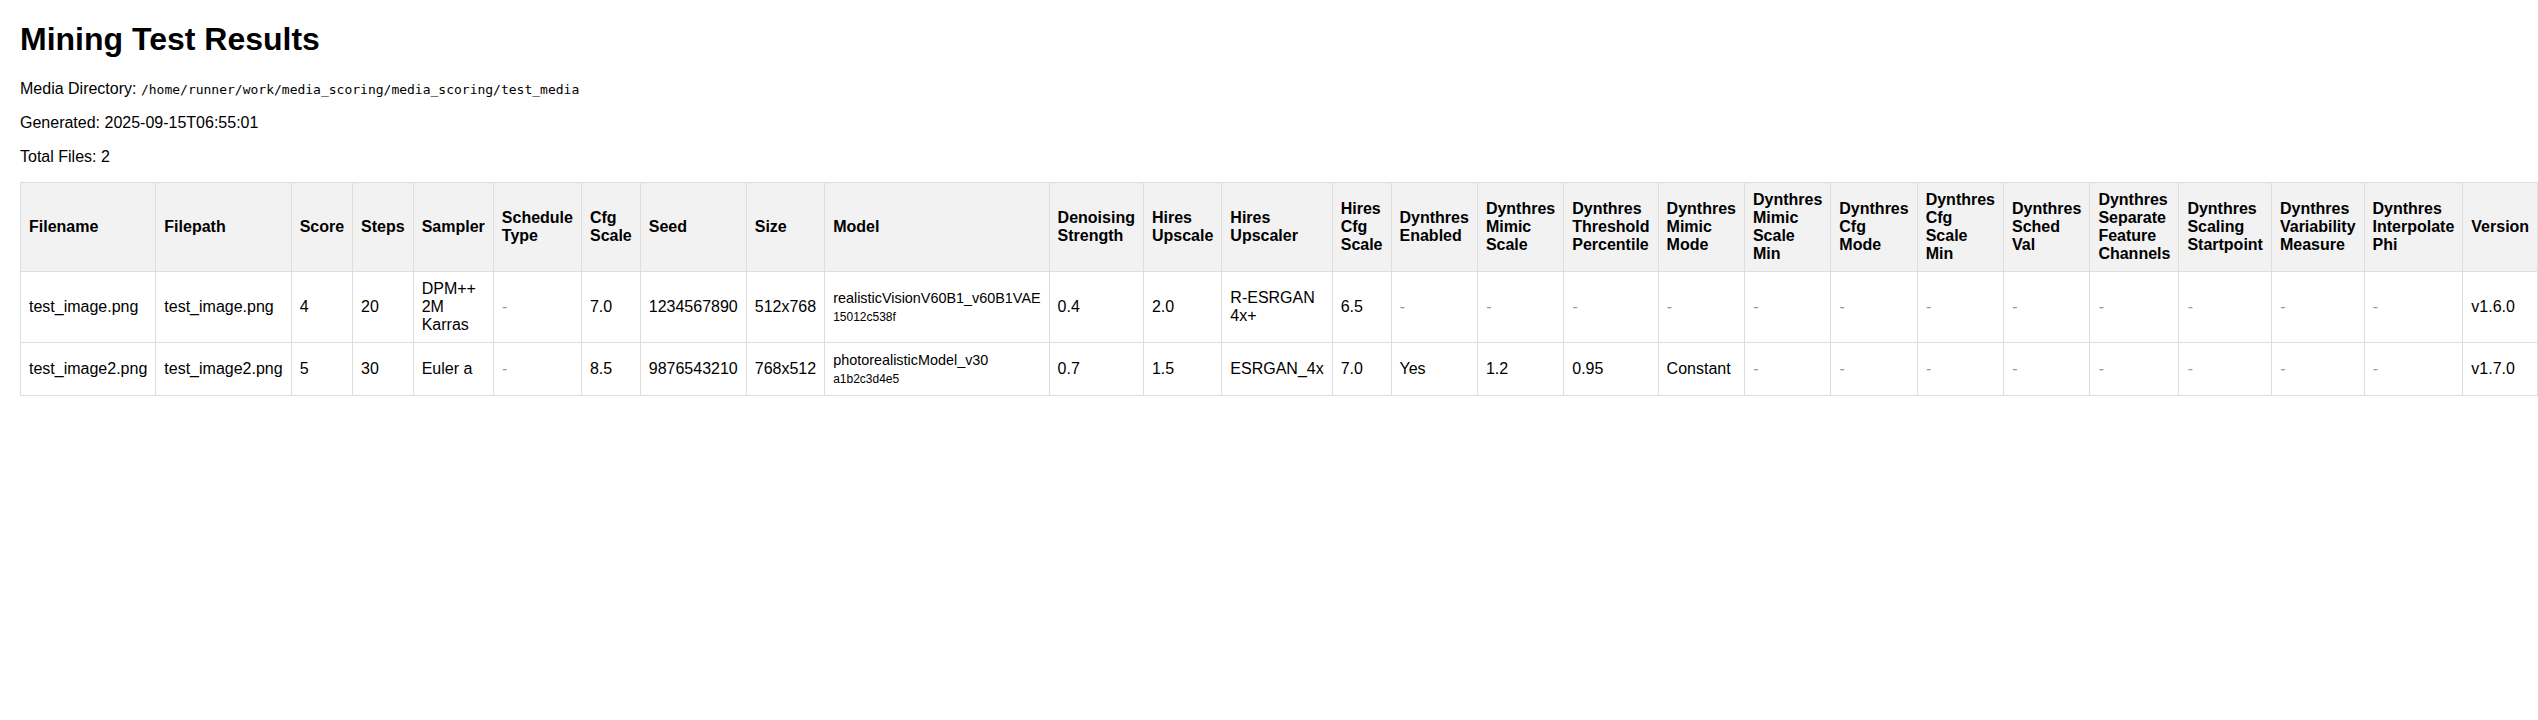 Mining Test Results
Media Directory: /home/runner/work/media_scoring/media_scoring/test_media
Generated: 2025-09-15T06:55:01
Total Files: 2
Filename Filepath Score Steps Sampler Schedule Type Cfg Scale Seed Size Model Denoising Strength Hires Upscale Hires Upscaler Hires Cfg Scale Dynthres Enabled Dynthres Mimic Scale Dynthres Threshold Percentile Dynthres Mimic Mode Dynthres Mimic Scale Min Dynthres Cfg Mode Dynthres Cfg Scale Min Dynthres Sched Val Dynthres Separate Feature Channels Dynthres Scaling Startpoint Dynthres Variability Measure Dynthres Interpolate Phi Version
test_image.png test_image.png 4 20 DPM++ 2M Karras - 7.0 1234567890 512x768 realisticVisionV60B1_v60B1VAE 15012c538f 0.4 2.0 R-ESRGAN 4x+ 6.5 - - - - - - - - - - - - v1.6.0
test_image2.png test_image2.png 5 30 Euler a - 8.5 9876543210 768x512 photorealisticModel_v30 a1b2c3d4e5 0.7 1.5 ESRGAN_4x 7.0 Yes 1.2 0.95 Constant - - - - - - - - v1.7.0